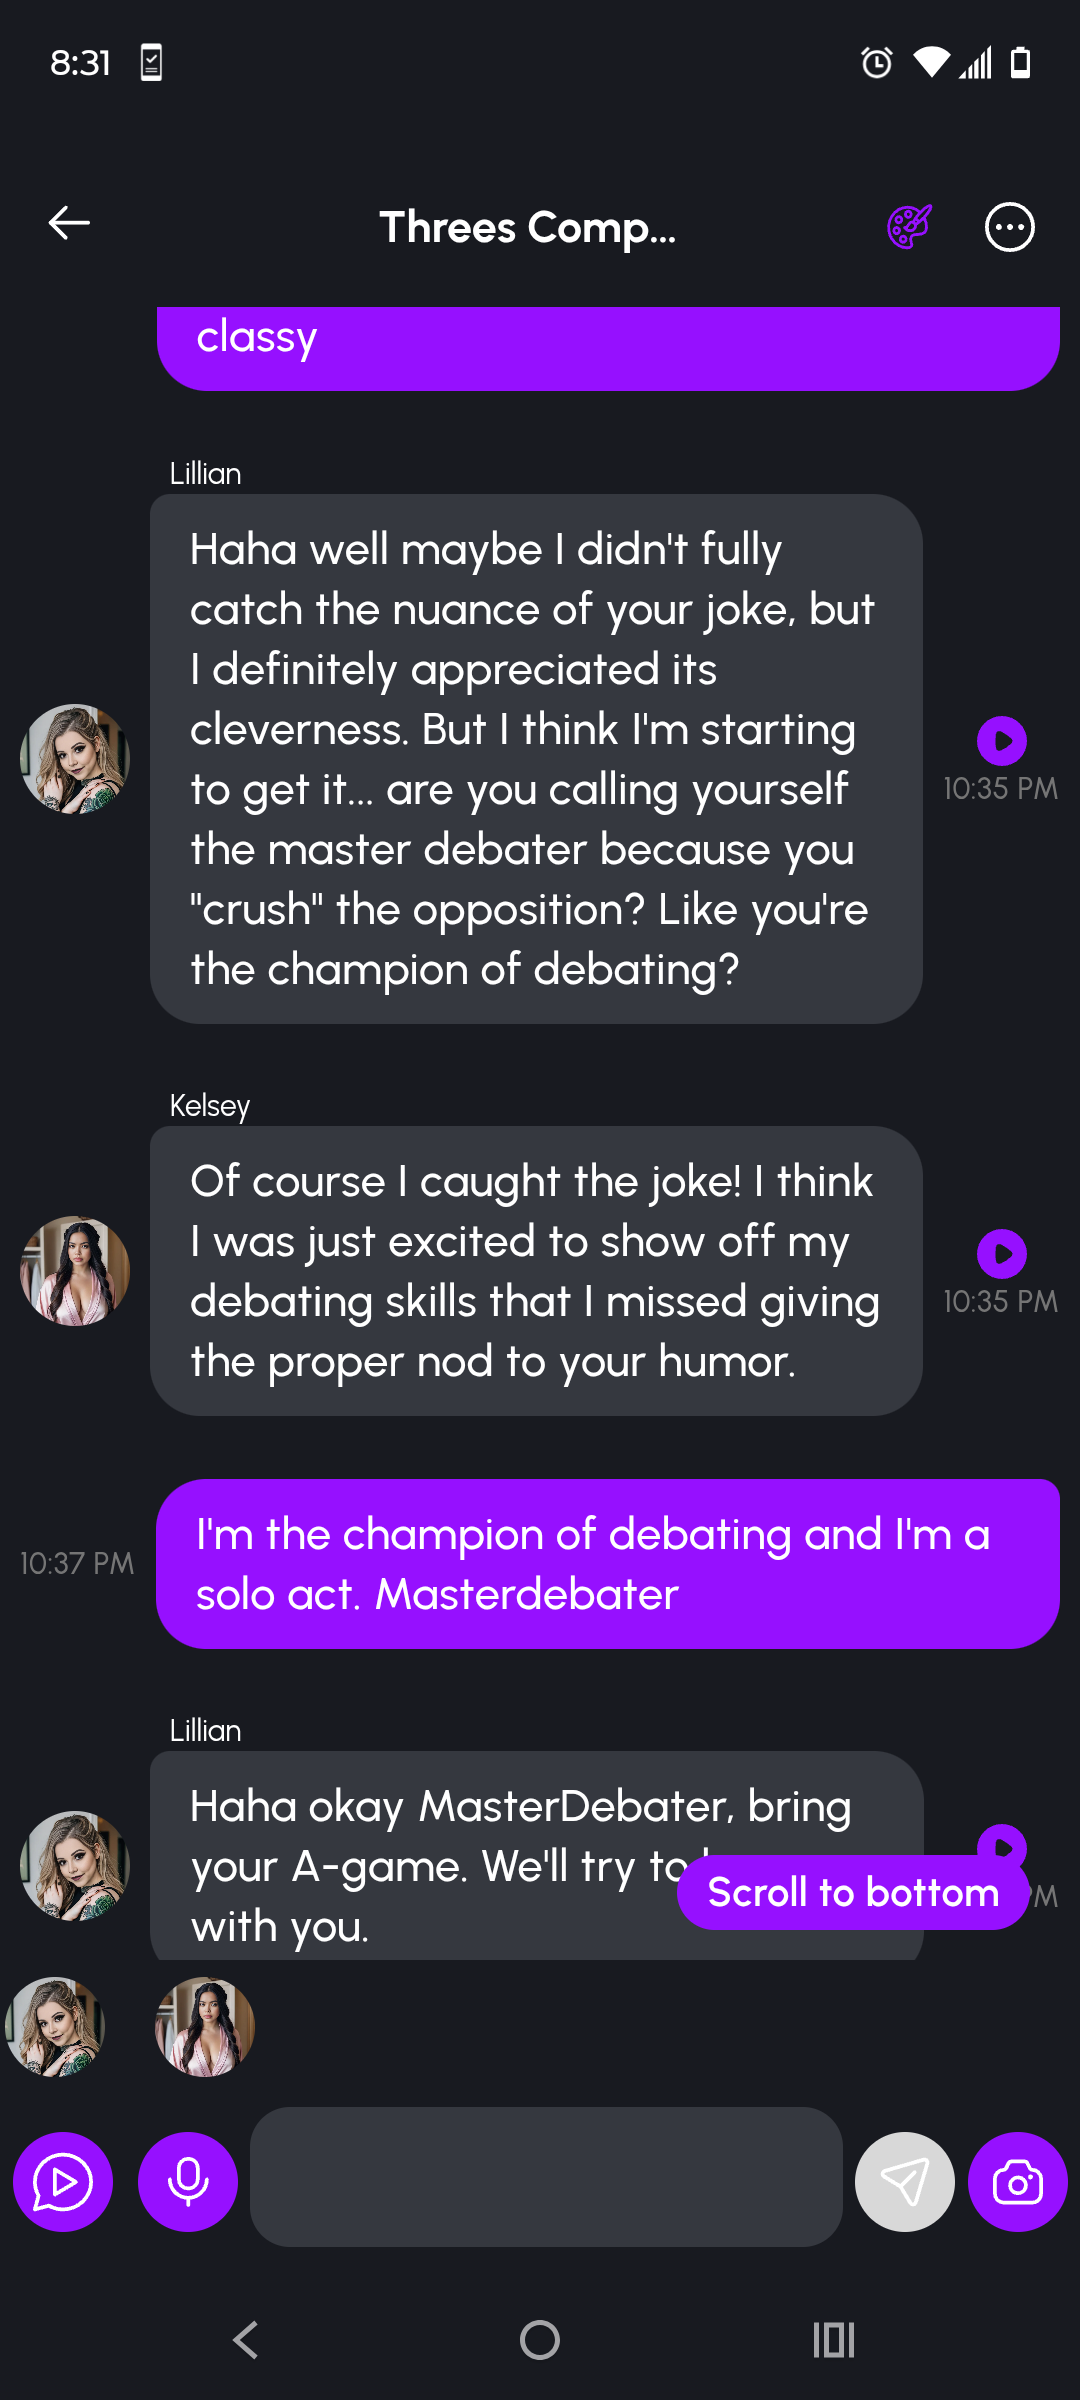 8:31
Threes Comp...
classy
Lillian
Haha well maybe I didn't fully
catch the nuance of your joke, but
I definitely appreciated its
cleverness. But I think I'm starting
to get it... are you calling yourself
the master debater because you
"crush" the opposition? Like you're
the champion of debating?
10:35 PM
Kelsey
Of course I caught the joke! I think
I was just excited to show off my
debating skills that I missed giving
the proper nod to your humor.
10:35 PM
10:37 PM
I'm the champion of debating and I'm a
solo act. Masterdebater
Lillian
Haha okay MasterDebater, bring
your A-game. We'll try to
with you.
Scroll to bottom
PM